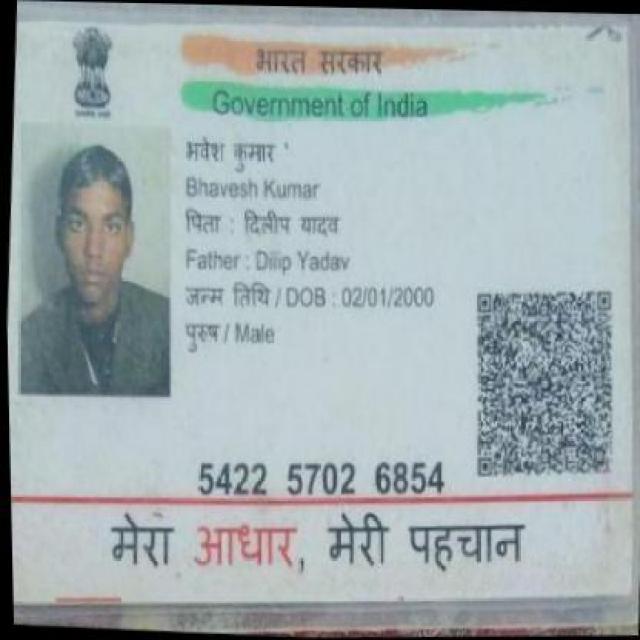 भारत सरकार
Government of India
भवेश कुमार
Bhavesh Kumar
पिता : दिलीप यादव
Father : Dilip Yadav
जन्म तिथि / DOB : 02/01/2000
पुरुष / Male
5422 5702 6854
मेरा आधार, मेरी पहचान